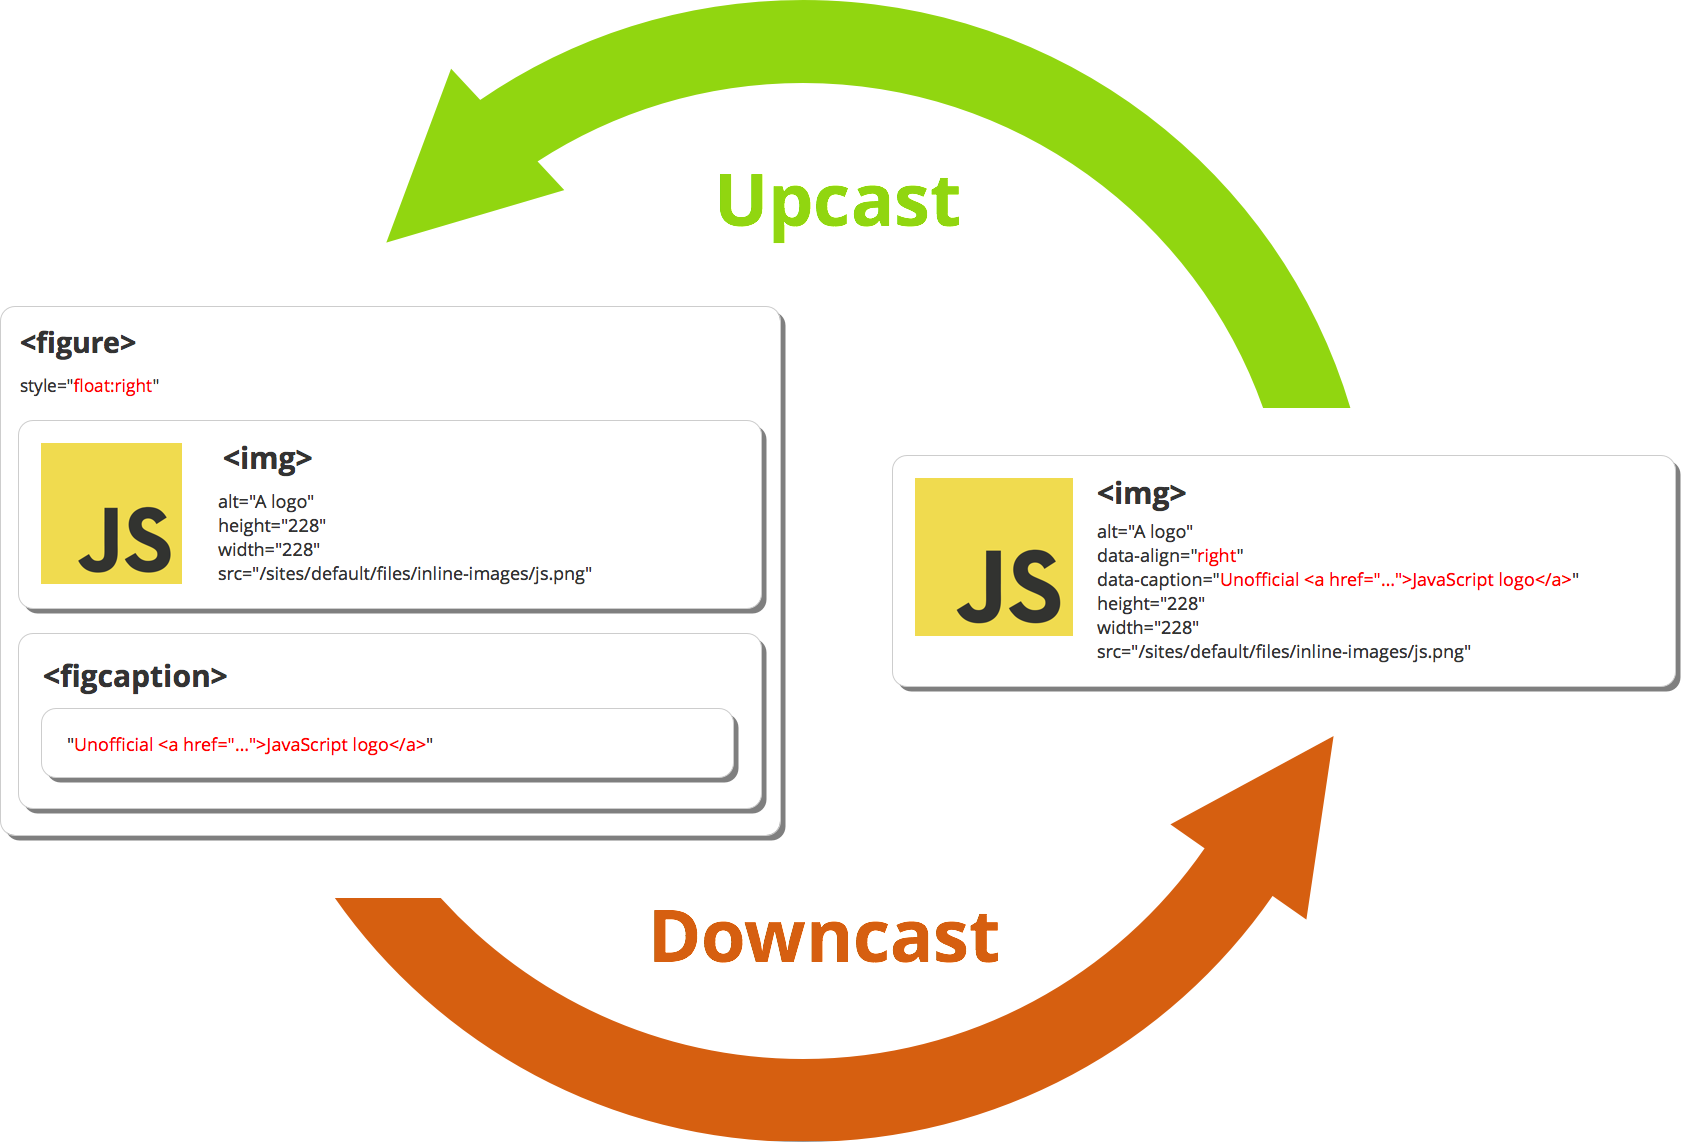 Upcast
<figure>
style="float:right"
JS
<img>
alt="A logo"
height="228"
width="228"
src="/sites/default/files/inline-images/js.png"
<figcaption>
"Unofficial <a href="...">JavaScript logo</a>"
JS
<img>
alt="A logo"
data-align="right"
data-caption="Unofficial <a href="...">JavaScript logo</a>"
height="228"
width="228"
src="/sites/default/files/inline-images/js.png"
Downcast